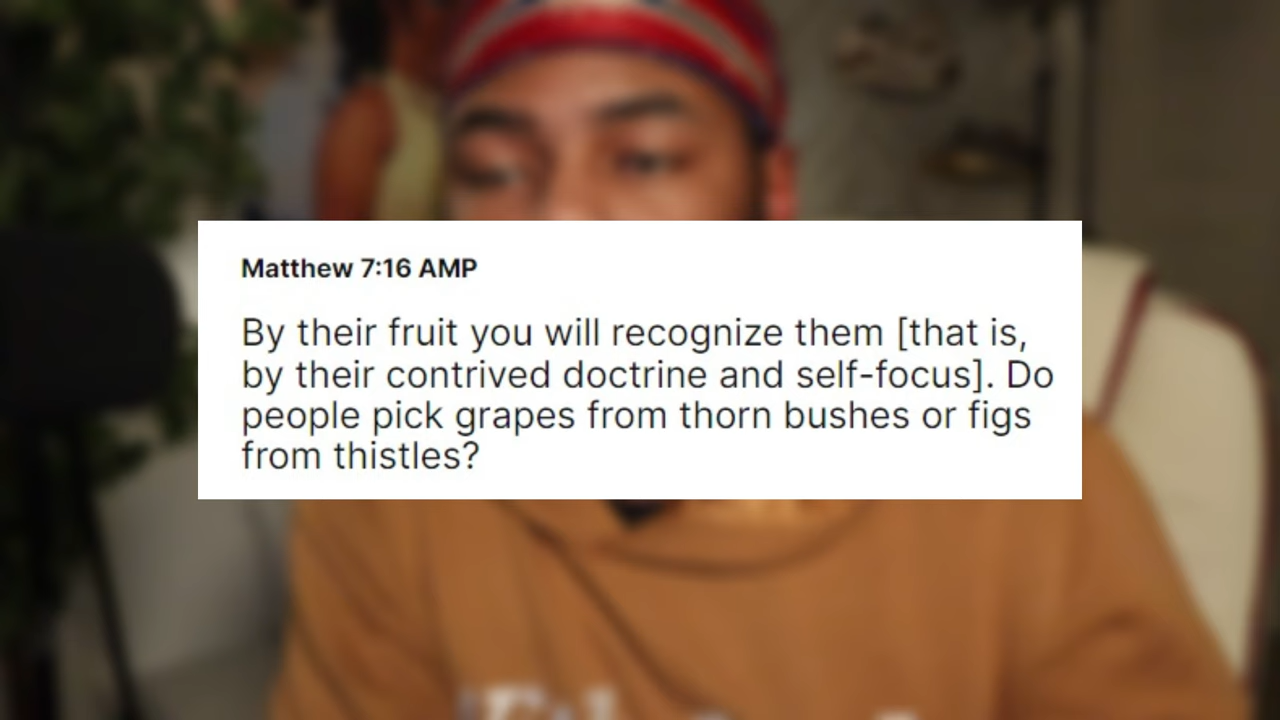 Matthew 7:16 AMP
By their fruit you will recognize them [that is,
by their contrived doctrine and self-focus]. Do
people pick grapes from thorn bushes or figs
from thistles?